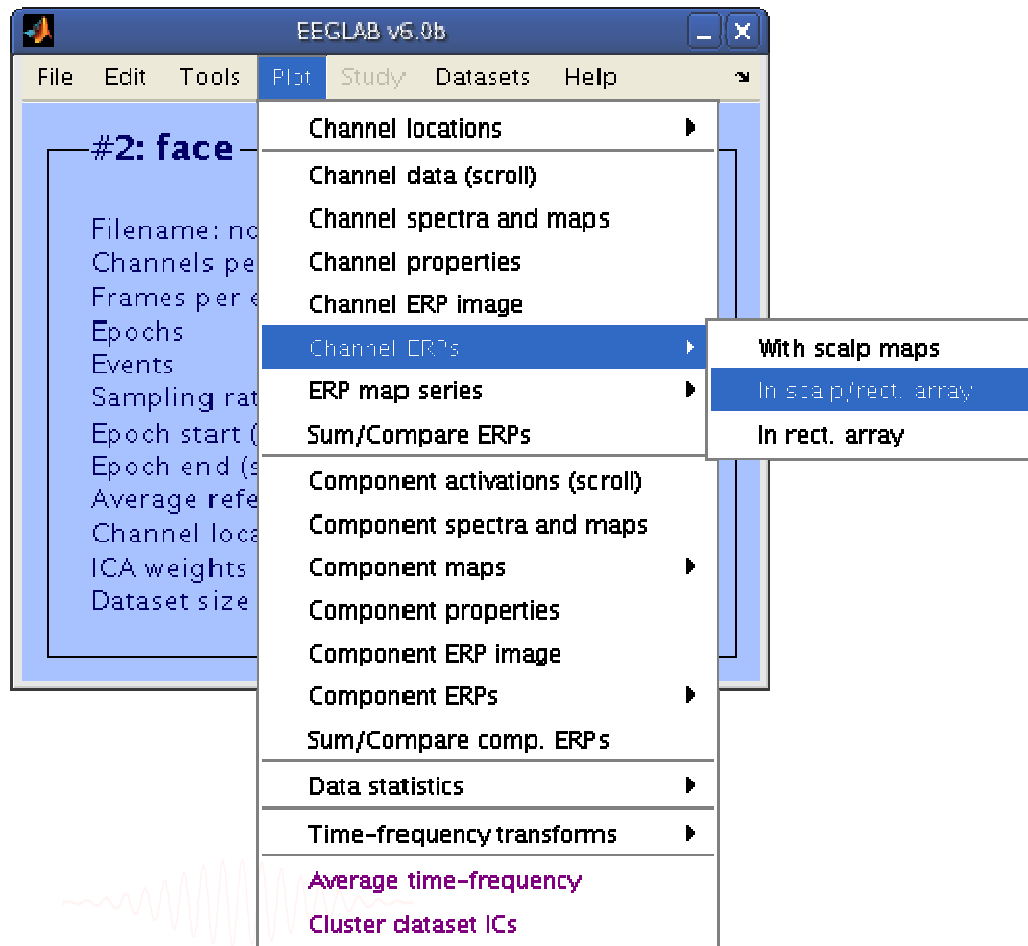 EEGLAB v6.0b
File Edit Tools Plot Study Datasets Help
#2: face
Filename: no
Channels pe
Frames per e
Epochs
Events
Sampling rat
Epoch start (
Epoch end (s
Average refe
Channel loca
ICA weights
Dataset size
Channel locations
Channel data (scroll)
Channel spectra and maps
Channel properties
Channel ERP image
Channel ERPs
ERP map series
Sum/Compare ERPs
Component activations (scroll)
Component spectra and maps
Component maps
Component properties
Component ERP image
Component ERPs
Sum/Compare comp. ERPs
Data statistics
Time-frequency transforms
Average time-frequency
Cluster dataset ICs
With scalp maps
In scalp/rect. array
In rect. array